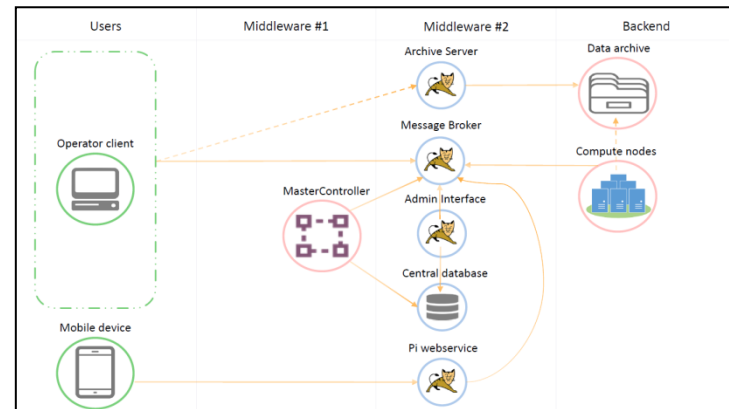 Users
Middleware #1
Middleware #2
Backend
Archive Server
Data archive
Message Broker
Operator client
Compute nodes
MasterController
Admin Interface
Central database
Mobile device
Pi webservice